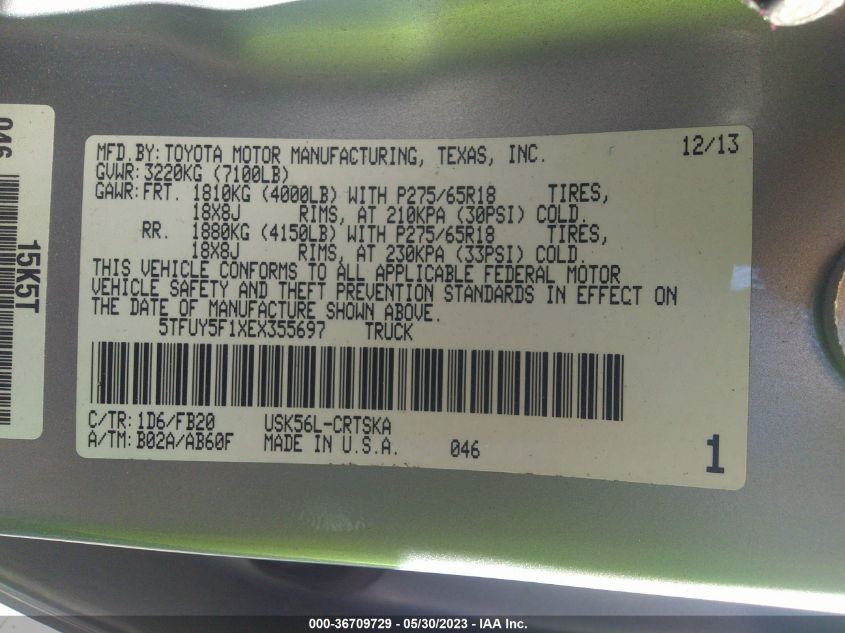 046
15K5T
MFD.BY: TOYOTA MOTOR MANUFACTURING, TEXAS, INC. 12/13
GVWR: 3220KG (7100LB)
GAWR: FRT. 1810KG (4000LB) WITH P275/65R18 TIRES,
18X8J RIMS, AT 210KPA (30PSI) COLD.
RR. 1880KG (4150LB) WITH P275/65R18 TIRES,
18X8J RIMS, AT 230KPA (33PSI) COLD.
THIS VEHICLE CONFORMS TO ALL APPLICABLE FEDERAL MOTOR
VEHICLE SAFETY AND THEFT PREVENTION STANDARDS IN EFFECT ON
THE DATE OF MANUFACTURE SHOWN ABOVE.
5TFUY5F1XEX355697 TRUCK
C/TR: 1D6/FB20 USK56L-CRTSKA
A/TM: B02A/AB60F MADE IN U.S.A. 046 1
000-36709729 - 05/30/2023 - IAA Inc.